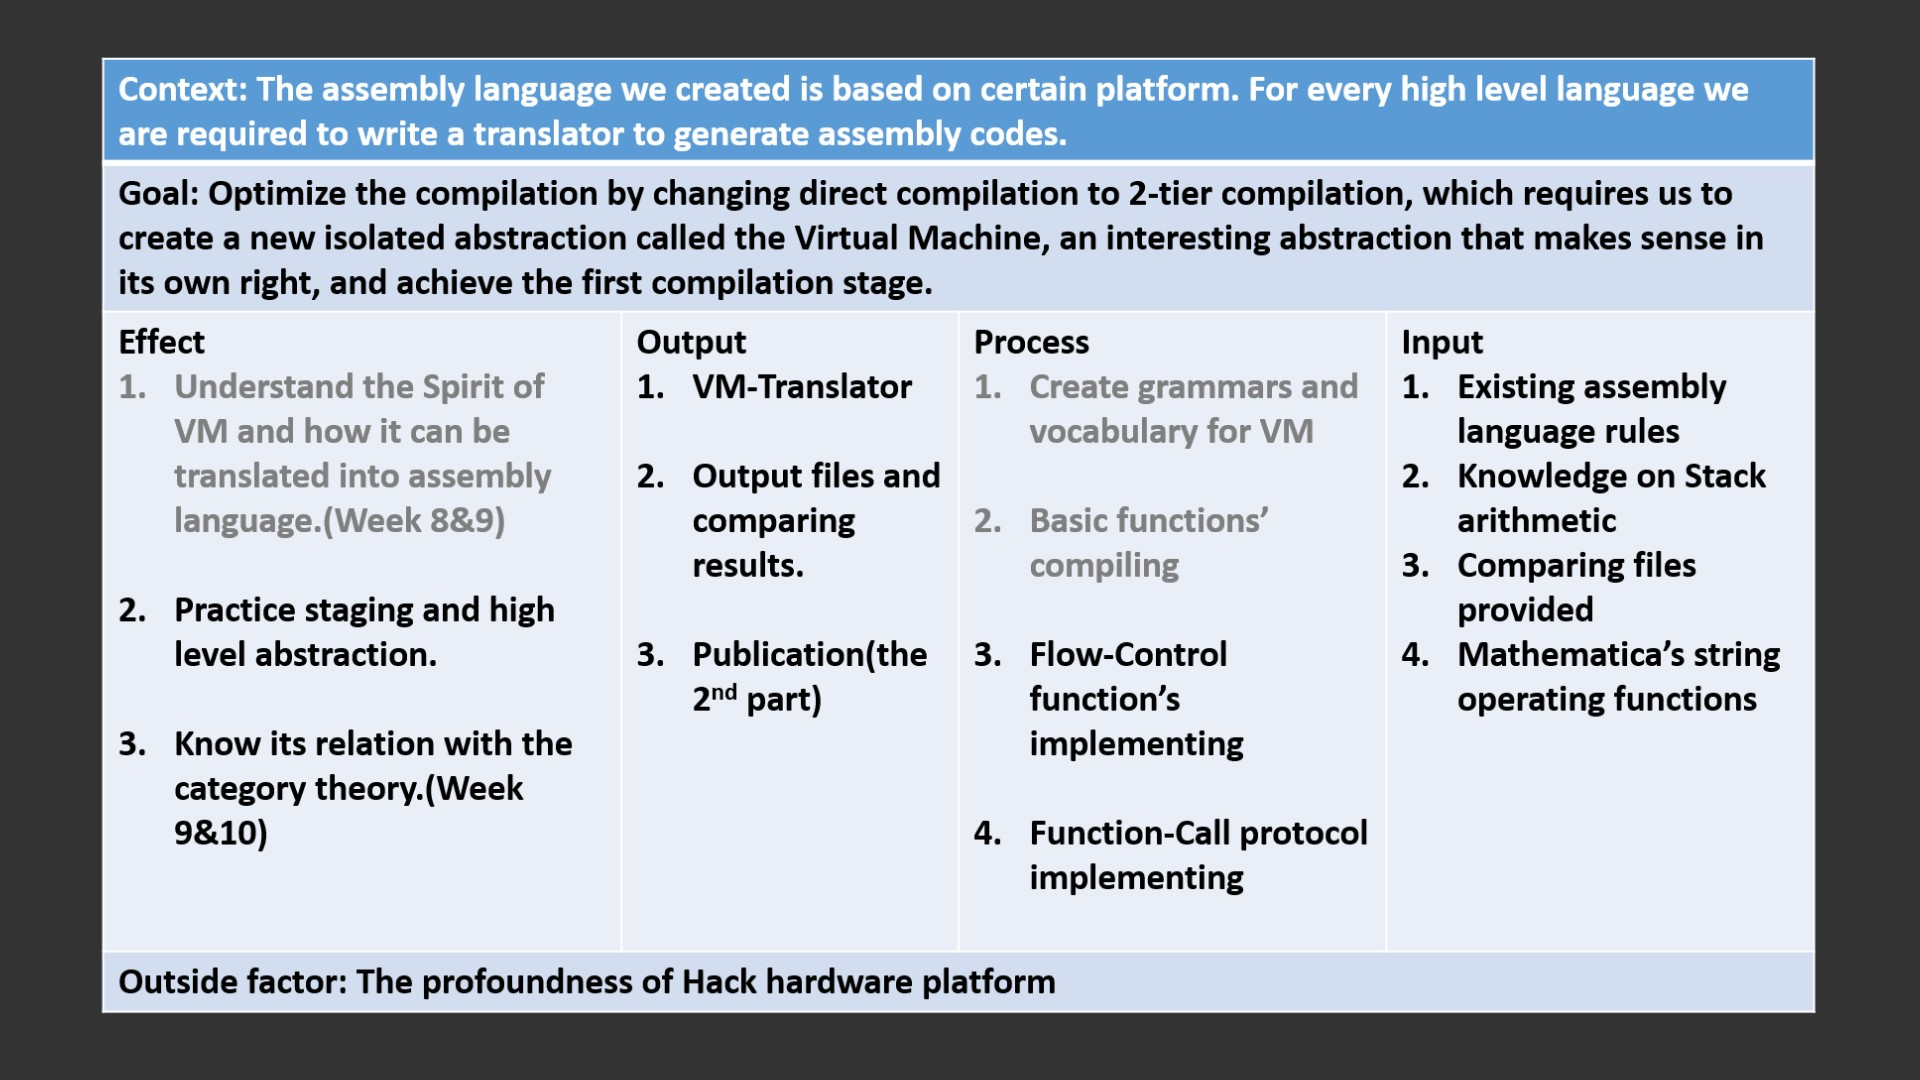 Context: The assembly language we created is based on certain platform. For every high level language we
are required to write a translator to generate assembly codes.
Goal: Optimize the compilation by changing direct compilation to 2-tier compilation, which requires us to
create a new isolated abstraction called the Virtual Machine, an interesting abstraction that makes sense in
its own right, and achieve the first compilation stage.
Effect
1. Understand the Spirit of
VM and how it can be
translated into assembly
language.(Week 8&9)
2. Practice staging and high
level abstraction.
3. Know its relation with the
category theory.(Week
9&10)
Output
1. VM-Translator
2. Output files and
comparing
results.
3. Publication(the
2nd part)
Process
1. Create grammars and
vocabulary for VM
2. Basic functions’
compiling
3. Flow-Control
function’s
implementing
4. Function-Call protocol
implementing
Input
1. Existing assembly
language rules
2. Knowledge on Stack
arithmetic
3. Comparing files
provided
4. Mathematica’s string
operating functions
Outside factor: The profoundness of Hack hardware platform